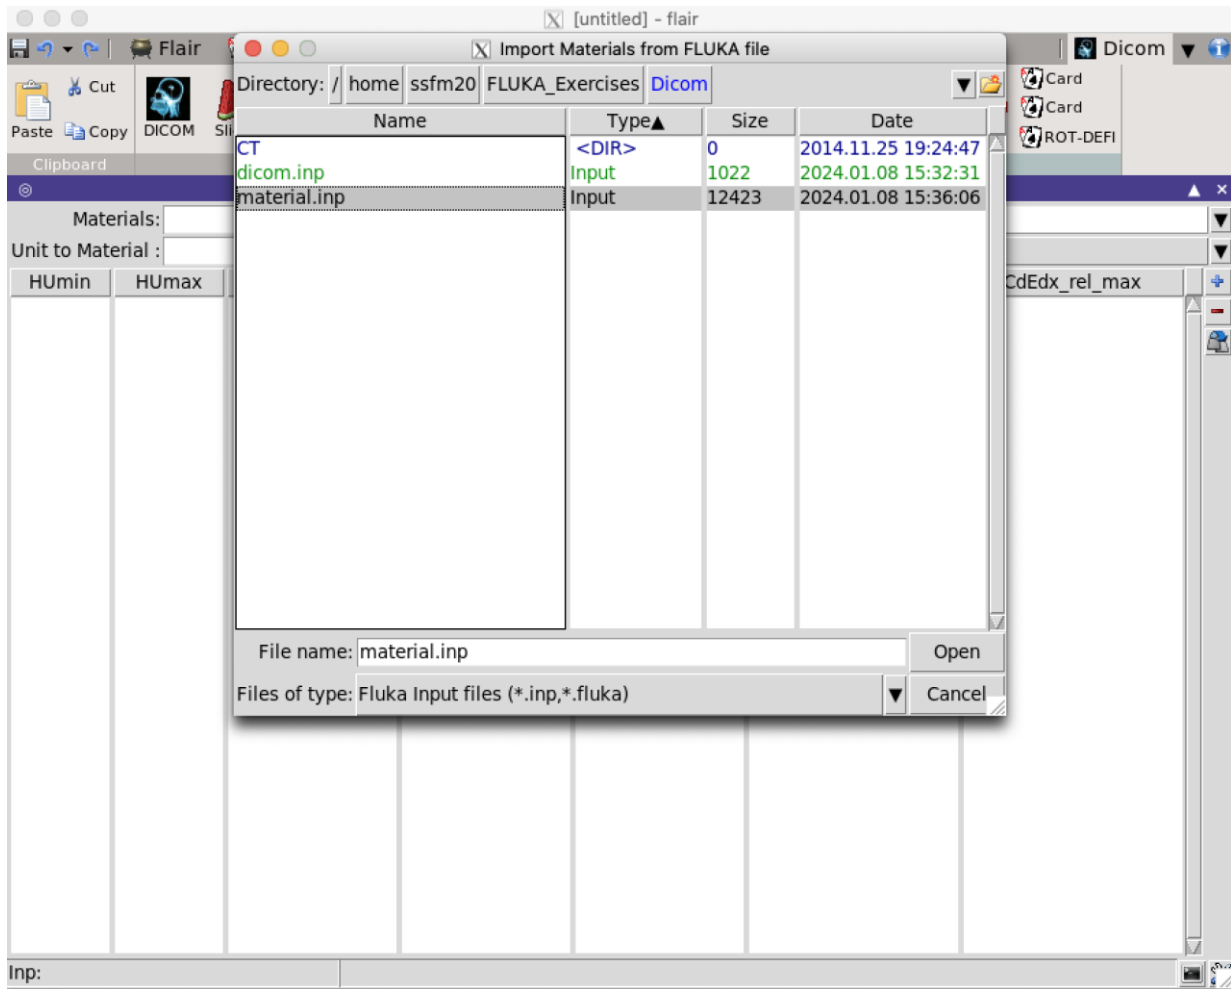 [untitled] - flair
Flair
Import Materials from FLUKA file
Dicom
Cut
Copy
Paste
DICOM
Clipboard
Directory: / home ssfm20 FLUKA_Exercises Dicom
Card
Card
ROT-DEFI
Name Type▲ Size Date
CT <DIR> 0 2014.11.25 19:24:47
dicom.inp Input 1022 2024.01.08 15:32:31
material.inp Input 12423 2024.01.08 15:36:06
Materials:
Unit to Material :
HUmin HUmax CdEdx_rel_max
File name: material.inp Open
Files of type: Fluka Input files (*.inp,*.fluka) Cancel
Inp: